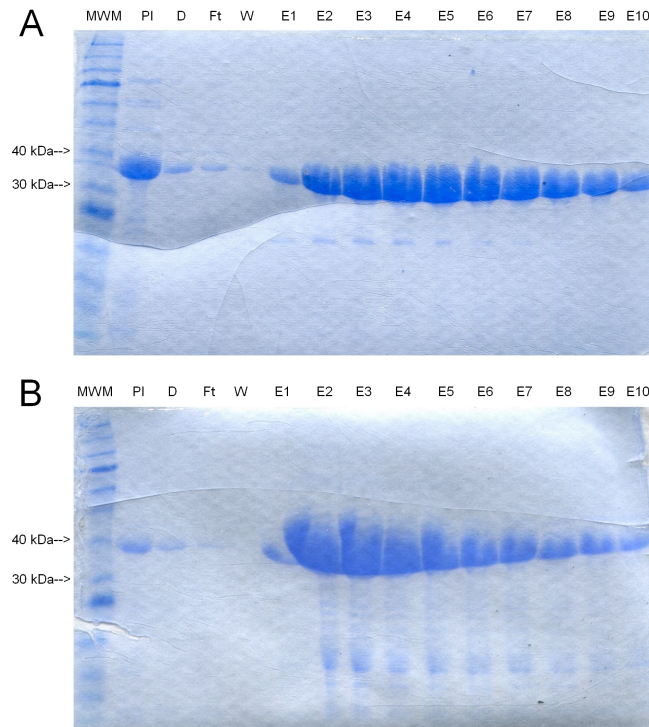 A
MWM PI D Ft W E1 E2 E3 E4 E5 E6 E7 E8 E9 E10
40 kDa-->
30 kDa-->
B
MWM PI D Ft W E1 E2 E3 E4 E5 E6 E7 E8 E9 E10
40 kDa-->
30 kDa-->